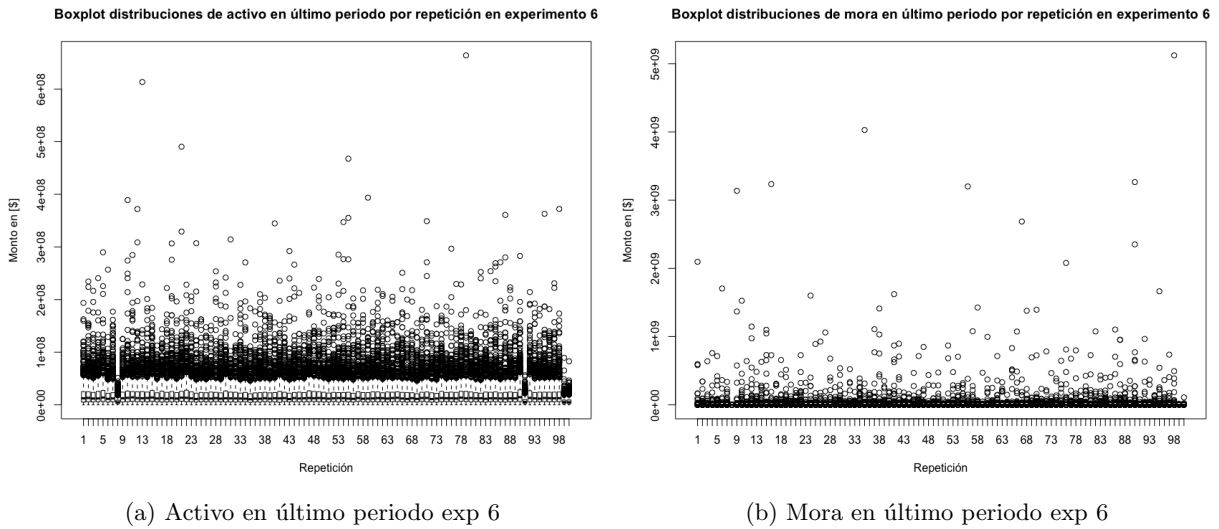 Boxplot distribuciones de activo en último periodo por repetición en experimento 6
Monto en [$]
6e+08
5e+08
4e+08
3e+08
2e+08
1e+08
0e+00
1 5 9 13 18 23 28 33 38 43 48 53 58 63 68 73 78 83 88 93 98
Repetición
(a) Activo en último periodo exp 6
Boxplot distribuciones de mora en último periodo por repetición en experimento 6
Monto en [$]
5e+09
4e+09
3e+09
2e+09
1e+09
0e+00
1 5 9 13 18 23 28 33 38 43 48 53 58 63 68 73 78 83 88 93 98
Repetición
(b) Mora en último periodo exp 6